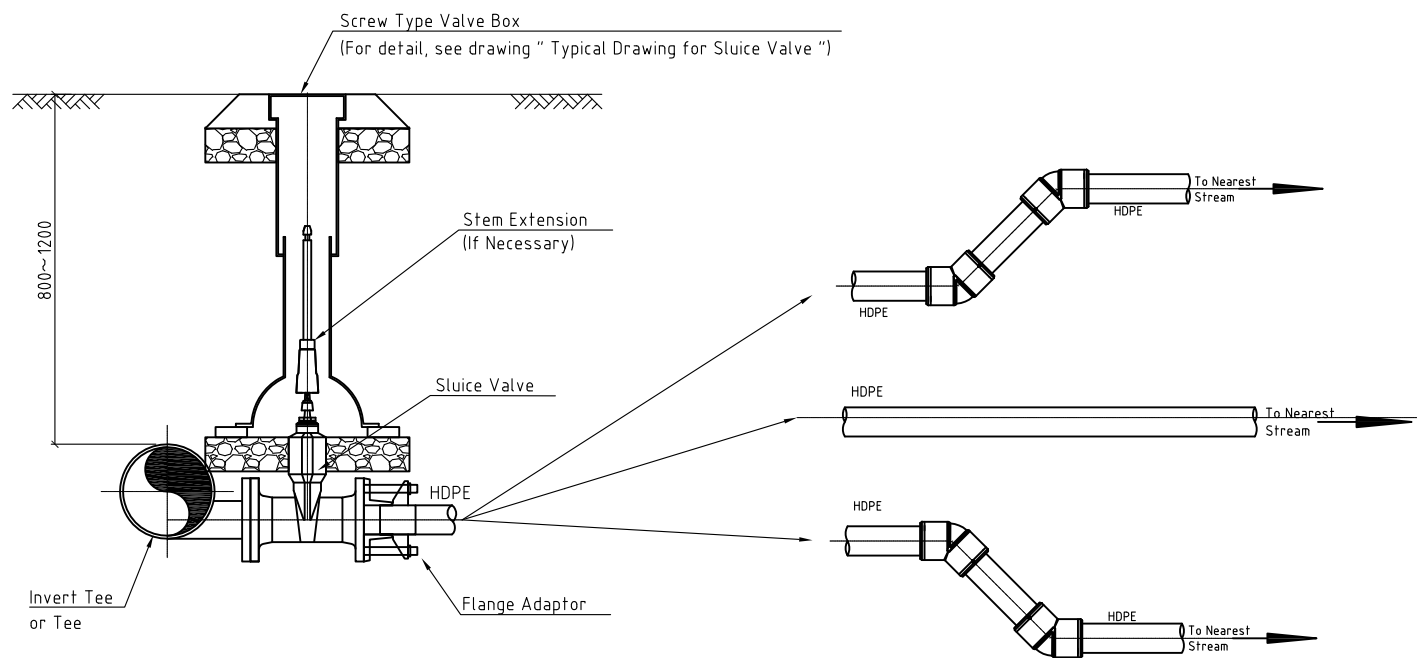 Screw Type Valve Box
(For detail, see drawing " Typical Drawing for Sluice Valve ")
800~1200
Stem Extension
(If Necessary)
Sluice Valve
HDPE
Invert Tee
or Tee
Flange Adaptor
To Nearest
Stream
HDPE
HDPE
HDPE
To Nearest
Stream
HDPE
HDPE
To Nearest
Stream